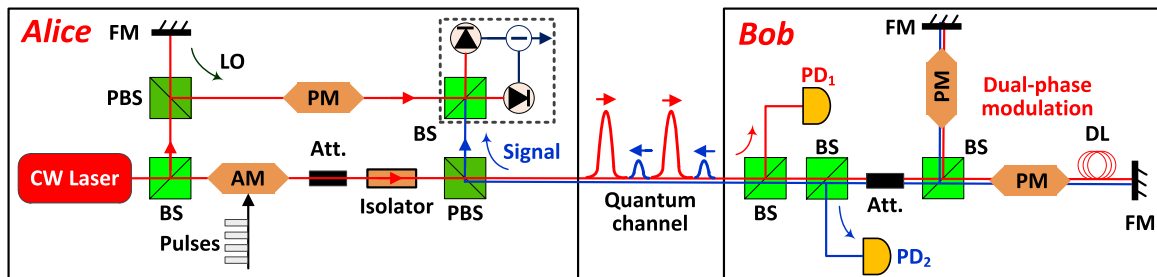 Alice
FM
LO
PBS
PM
BS
Signal
CW Laser
BS
AM
Att.
Isolator
PBS
Pulses
Quantum
channel
Bob
FM
PD1
PM
Dual-phase
modulation
DL
BS
BS
BS
Att.
PM
FM
PD2